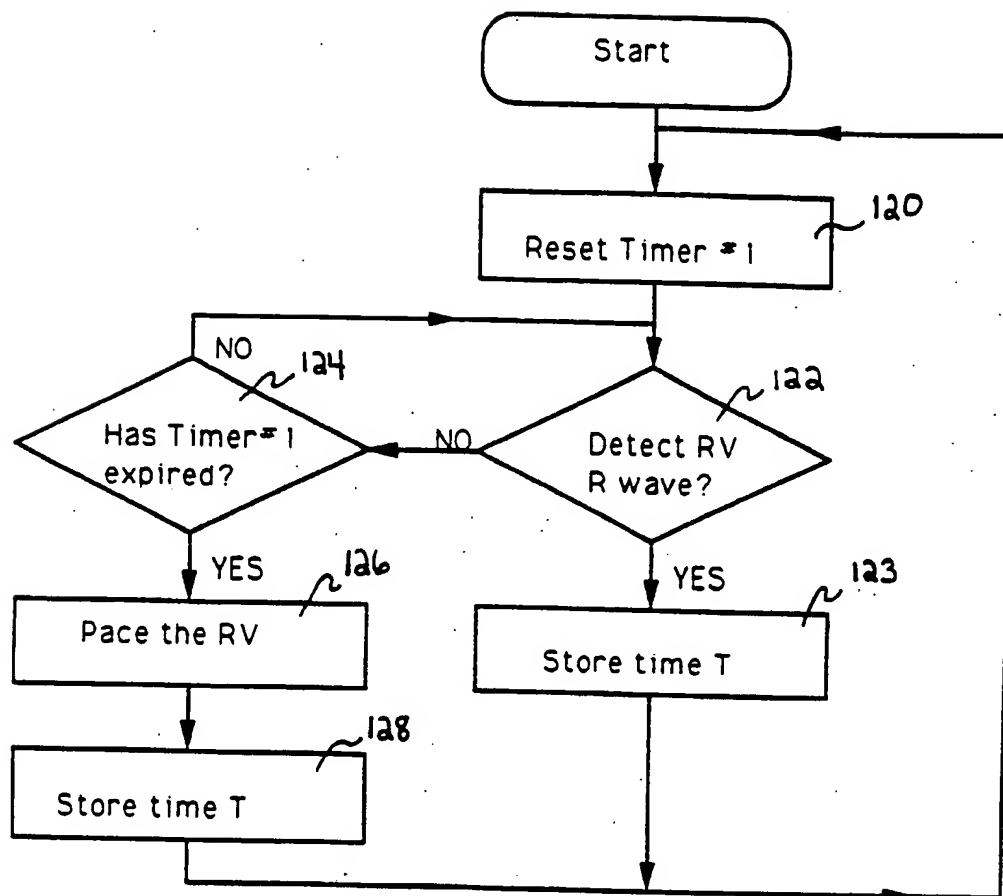 Start
120
Reset Timer #1
NO
124
122
Has Timer #1
expired?
NO
Detect RV
R wave?
YES
126
YES
123
Pace the RV
Store time T
128
Store time T